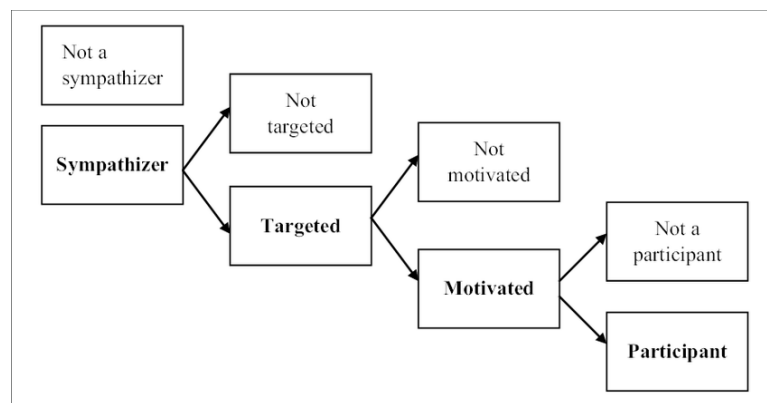 Not a
sympathizer
Sympathizer
Not
targeted
Targeted
Not
motivated
Motivated
Not a
participant
Participant